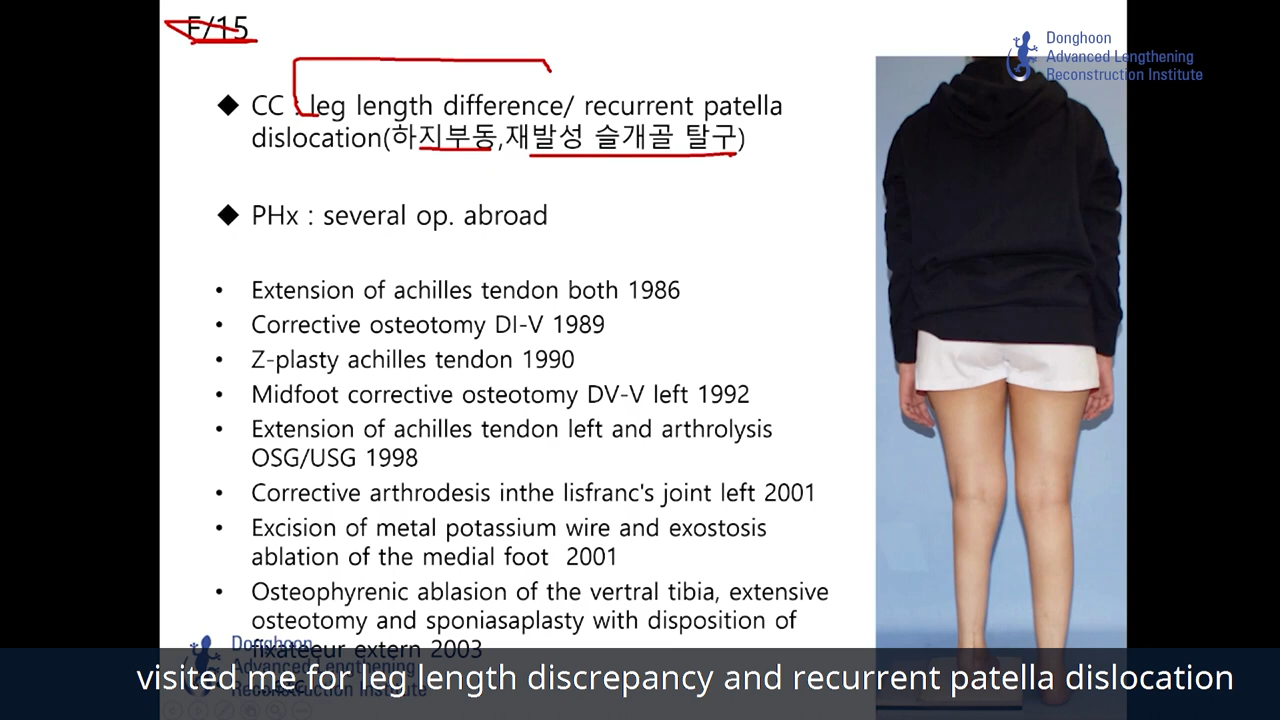 F/15
Donghoon
Advanced Lengthening
Reconstruction Institute
◆ CC : leg length difference/ recurrent patella
dislocation(하지부동,재발성 슬개골 탈구)
◆ PHx : several op. abroad
• Extension of achilles tendon both 1986
• Corrective osteotomy DI-V 1989
• Z-plasty achilles tendon 1990
• Midfoot corrective osteotomy DV-V left 1992
• Extension of achilles tendon left and arthrolysis
OSG/USG 1998
• Corrective arthrodesis inthe lisfranc's joint left 2001
• Excision of metal potassium wire and exostosis
ablation of the medial foot 2001
• Osteophyrenic ablasion of the vertral tibia, extensive
osteotomy and sponiasaplasty with disposition of
fixateeur extern 2003
Donghoon
Advanced Lengthening
Reconstruction Institute
visited me for leg length discrepancy and recurrent patella dislocation